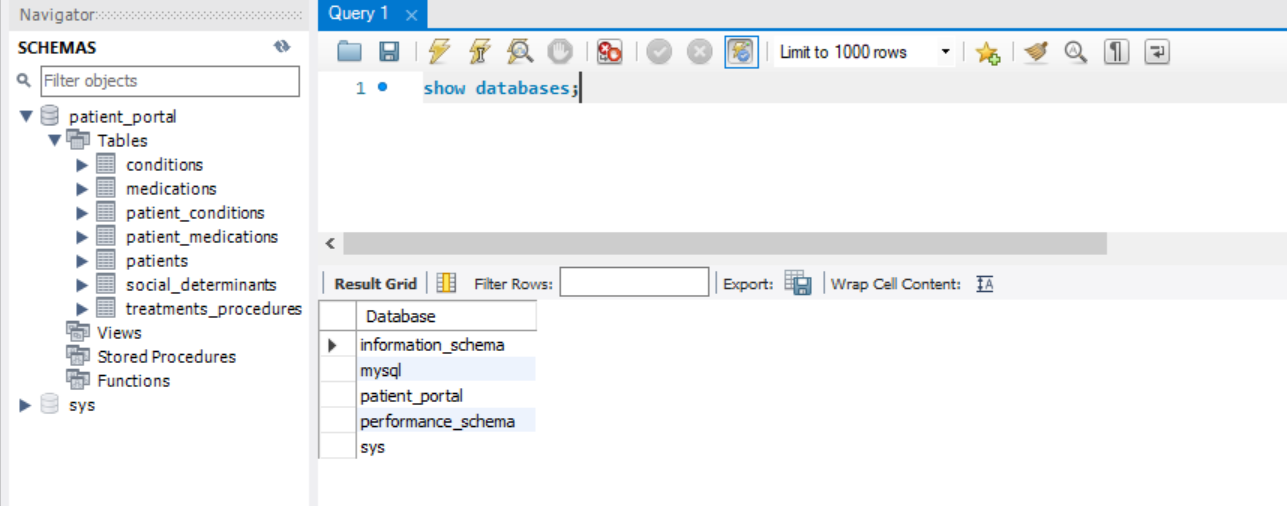 Navigator
SCHEMAS
Filter objects
patient_portal
Tables
conditions
medications
patient_conditions
patient_medications
patients
social_determinants
treatments_procedures
Views
Stored Procedures
Functions
sys
Query 1
Limit to 1000 rows
1 show databases;
Result Grid Filter Rows: Export: Wrap Cell Content:
Database
information_schema
mysql
patient_portal
performance_schema
sys